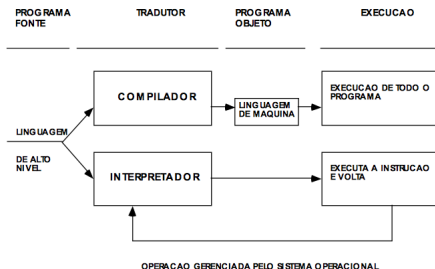 PROGRAMA
FONTE
TRADUTOR
PROGRAMA
OBJETO
EXECUCAO
LINGUAGEM
DE ALTO
NIVEL
COMPILADOR
LINGUAGEM
DE MAQUINA
EXECUCAO DE TODO O
PROGRAMA
INTERPRETADOR
EXECUTA A INSTRUCAO
E VOLTA
OPERACAO GERENCIADA PELO SISTEMA OPERACIONAL